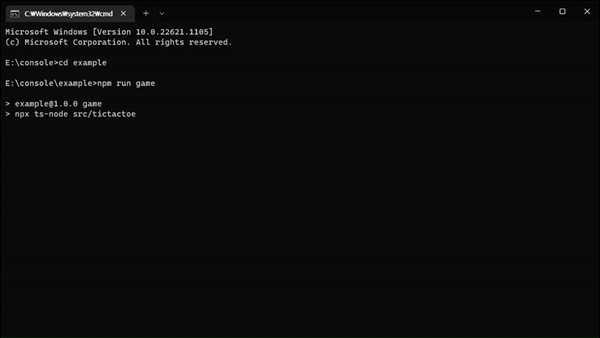 C:₩Windows₩system32₩cmd
Microsoft Windows [Version 10.0.22621.1105]
(c) Microsoft Corporation. All rights reserved.
E:\console>cd example
E:\console\example>npm run game
> example@1.0.0 game
> npx ts-node src/tictactoe